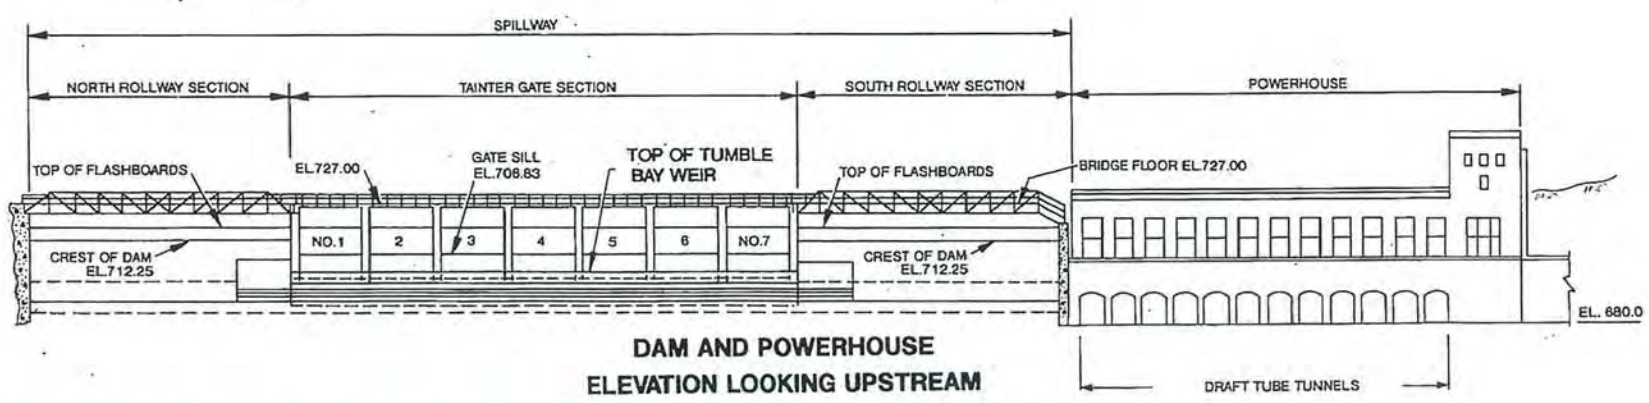 SPILLWAY
NORTH ROLLWAY SECTION
TAINTER GATE SECTION
SOUTH ROLLWAY SECTION
POWERHOUSE
TOP OF FLASHBOARDS
EL.727.00
GATE SILL
EL.706.83
TOP OF TUMBLE
BAY WEIR
TOP OF FLASHBOARDS
BRIDGE FLOOR EL.727.00
NO.1
2
3
4
5
6
NO.7
CREST OF DAM
EL.712.25
CREST OF DAM
EL.712.25
EL. 680.0
DAM AND POWERHOUSE
ELEVATION LOOKING UPSTREAM
DRAFT TUBE TUNNELS